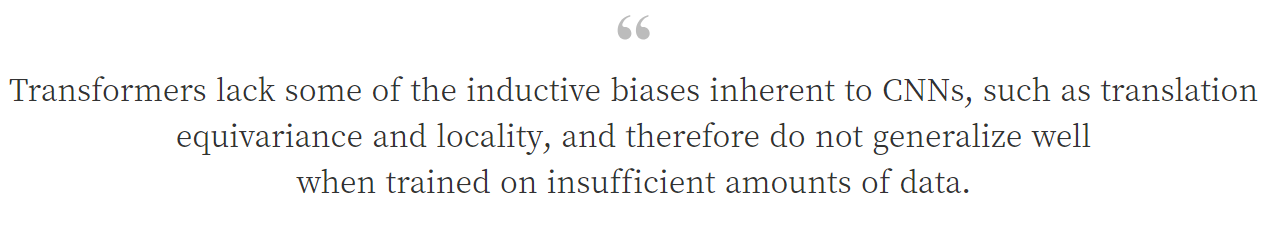 “
Transformers lack some of the inductive biases inherent to CNNs, such as translation
equivariance and locality, and therefore do not generalize well
when trained on insufficient amounts of data.